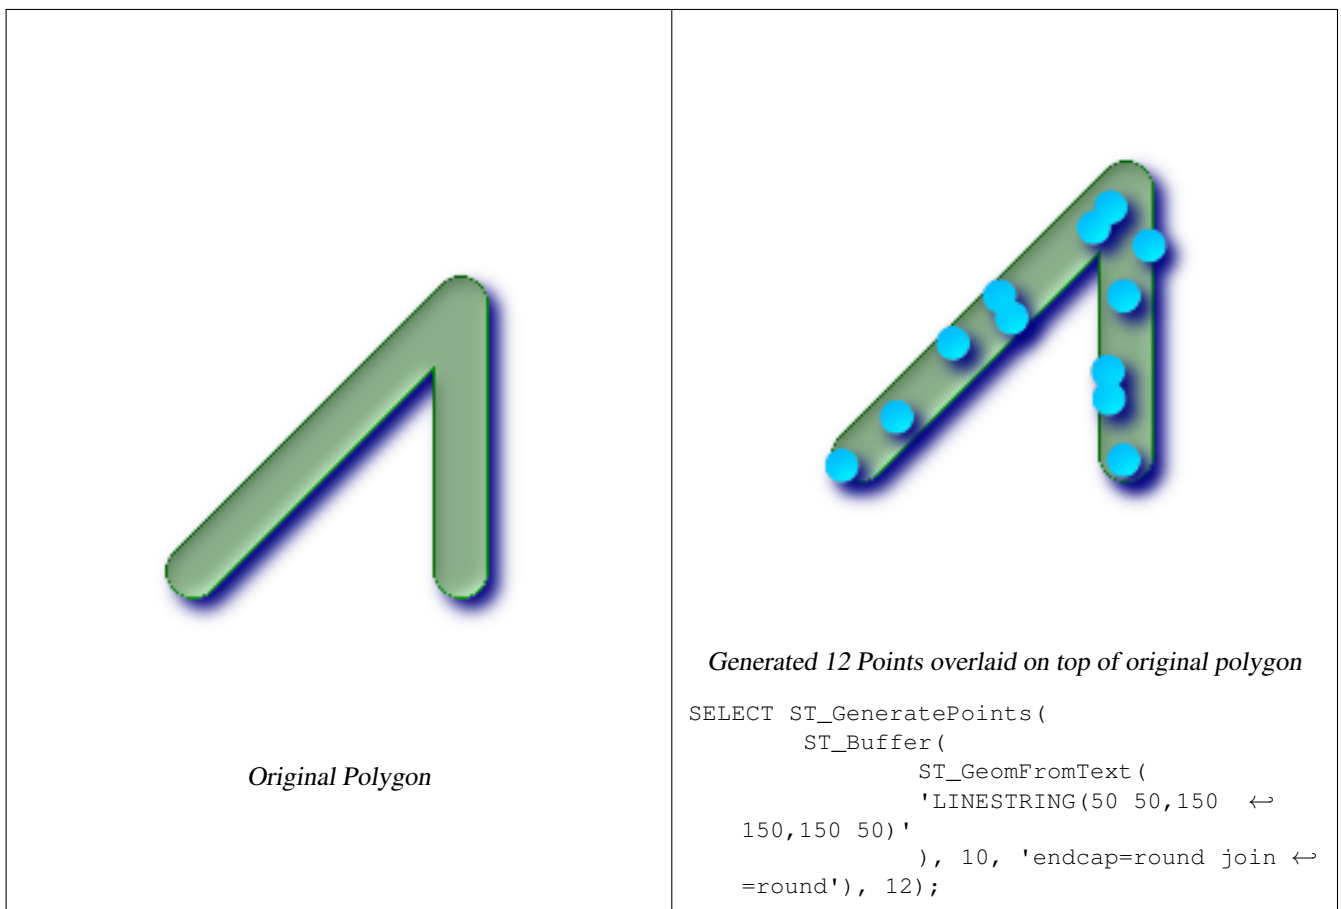 Original Polygon
Generated 12 Points overlaid on top of original polygon
SELECT ST_GeneratePoints(
        ST_Buffer(
                ST_GeomFromText(
                'LINESTRING(50 50,150  ↩
    150,150 50)'
                ), 10, 'endcap=round join ↩
    =round'), 12);